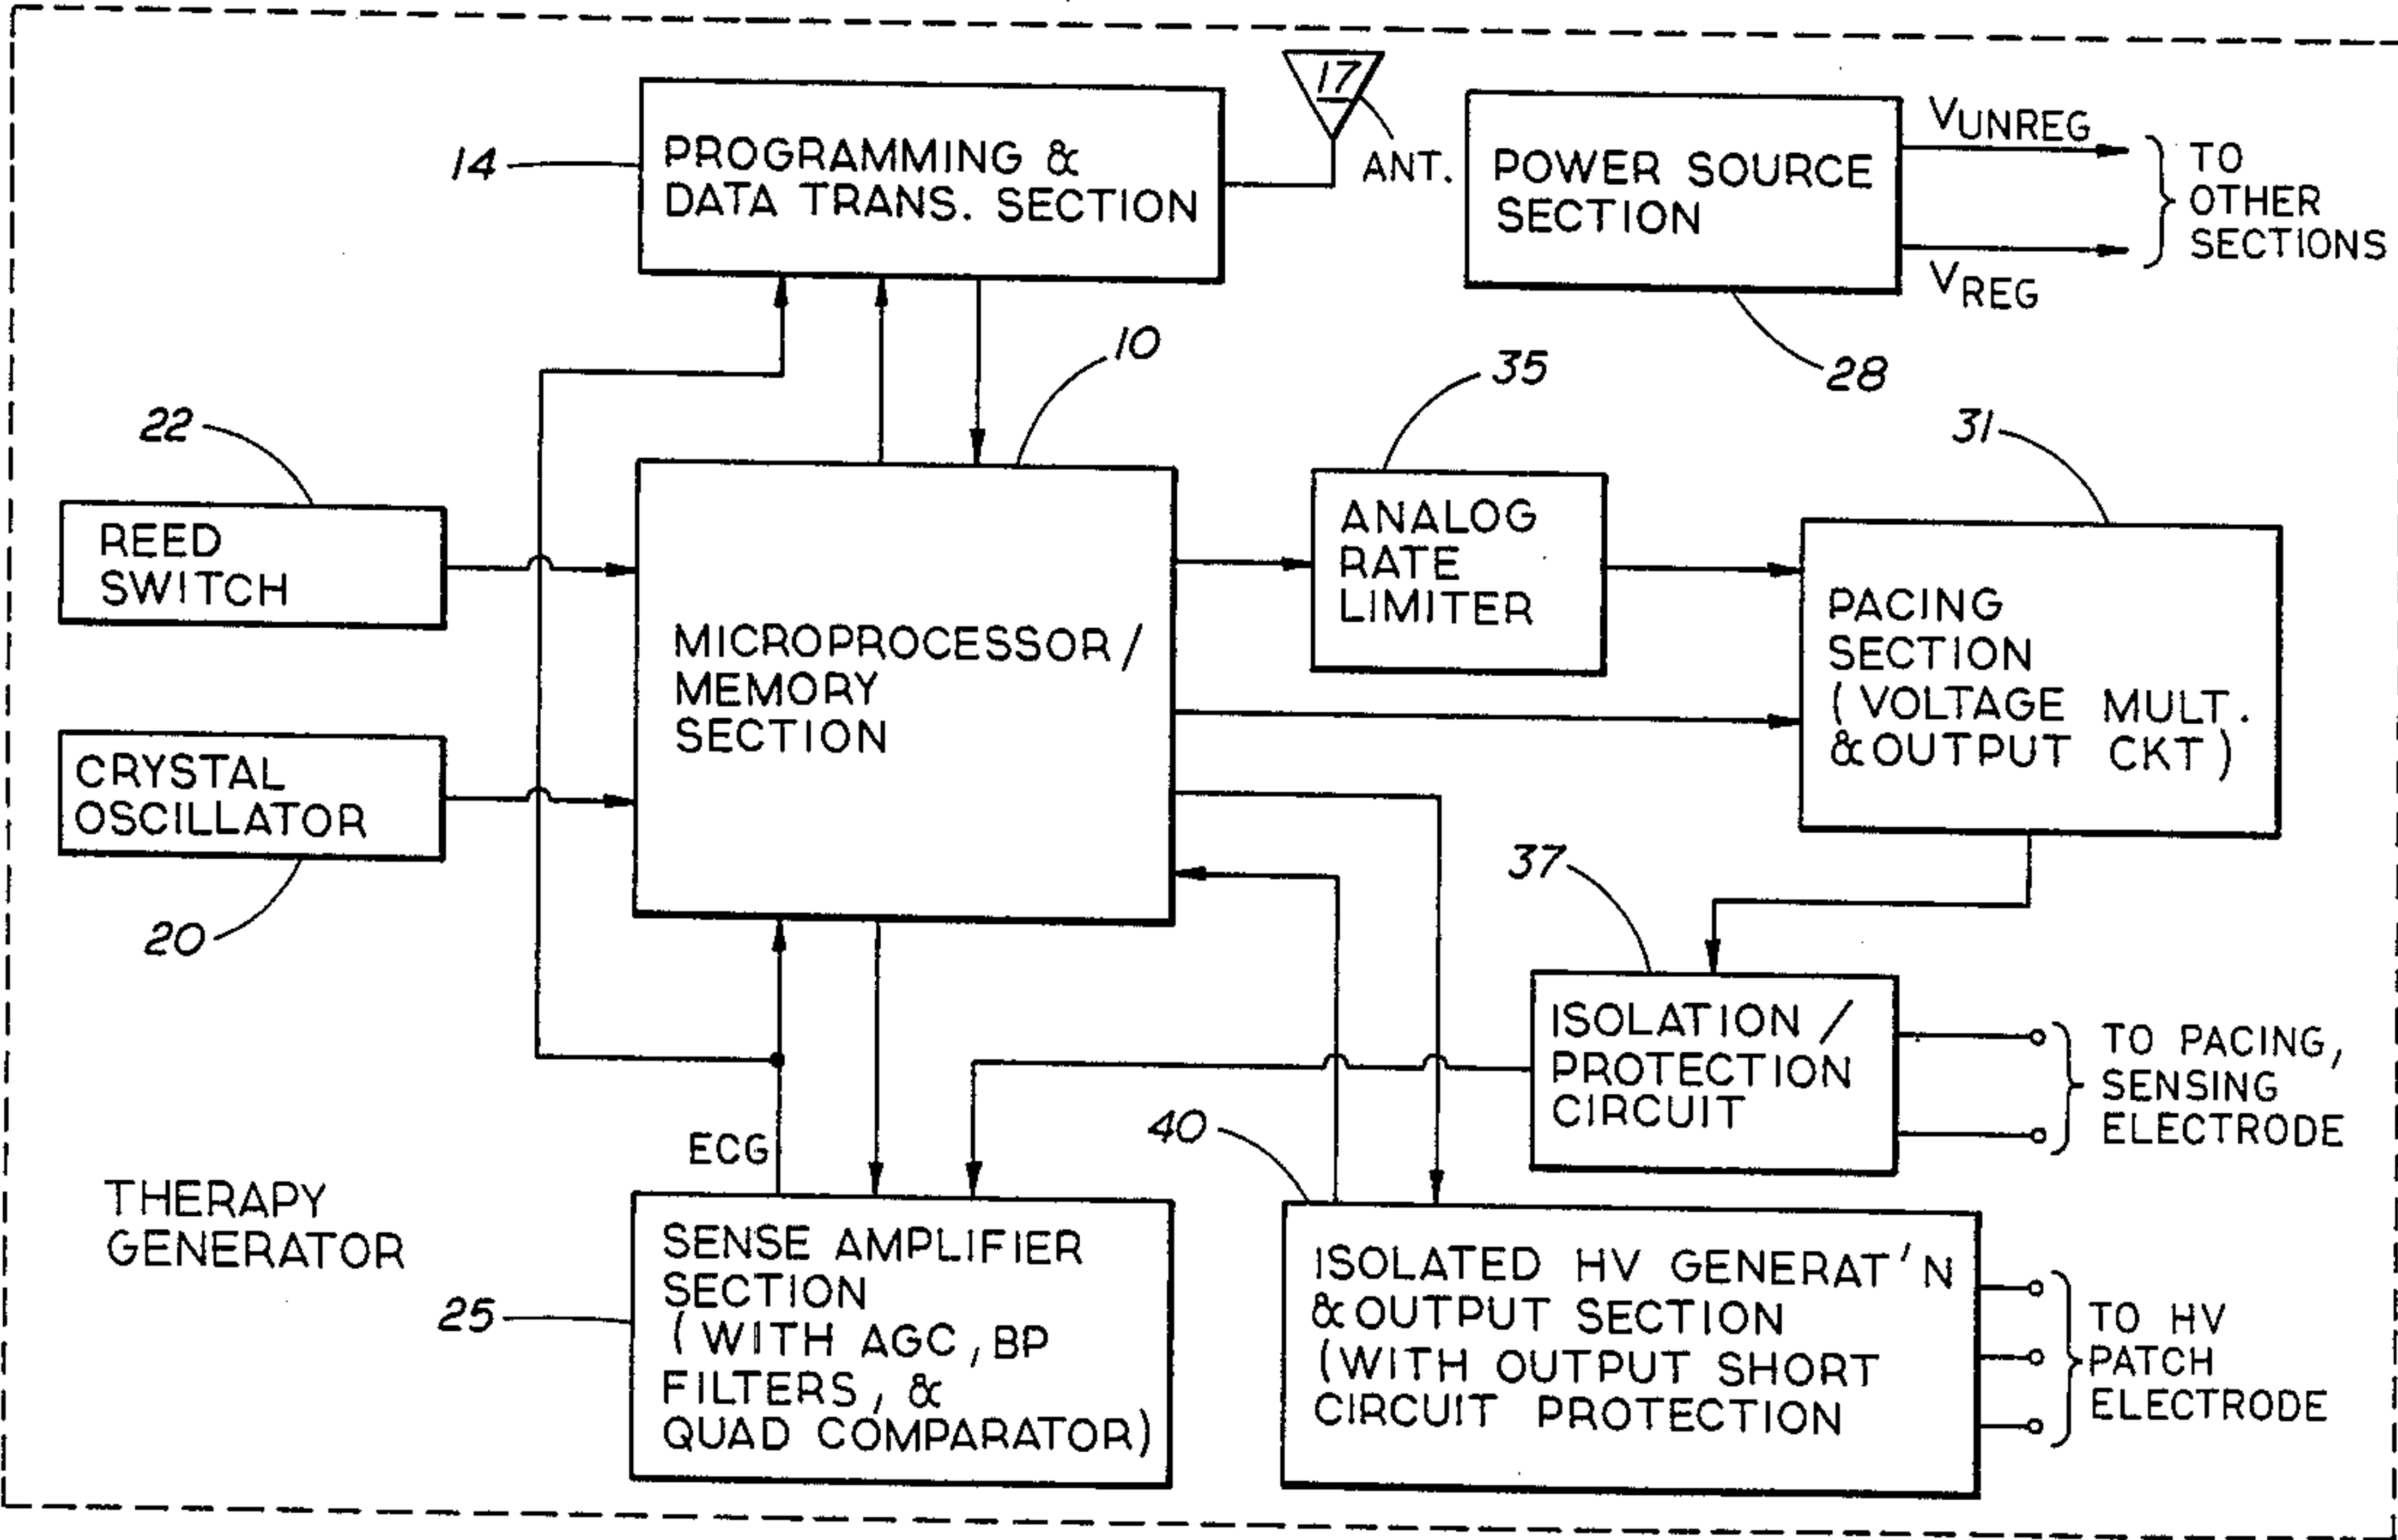 17
14
PROGRAMMING &
DATA TRANS. SECTION
ANT.
POWER SOURCE
SECTION
VUNREG
VREG
TO
OTHER
SECTIONS
28
10
35
31
22
REED
SWITCH
CRYSTAL
OSCILLATOR
20
MICROPROCESSOR/
MEMORY
SECTION
ANALOG
RATE
LIMITER
PACING
SECTION
(VOLTAGE MULT.
& OUTPUT CKT)
37
ISOLATION /
PROTECTION
CIRCUIT
TO PACING,
SENSING
ELECTRODE
ECG
40
THERAPY
GENERATOR
25
SENSE AMPLIFIER
SECTION
(WITH AGC, BP
FILTERS, &
QUAD COMPARATOR)
ISOLATED HV GENERAT'N
& OUTPUT SECTION
(WITH OUTPUT SHORT
CIRCUIT PROTECTION
TO HV
PATCH
ELECTRODE